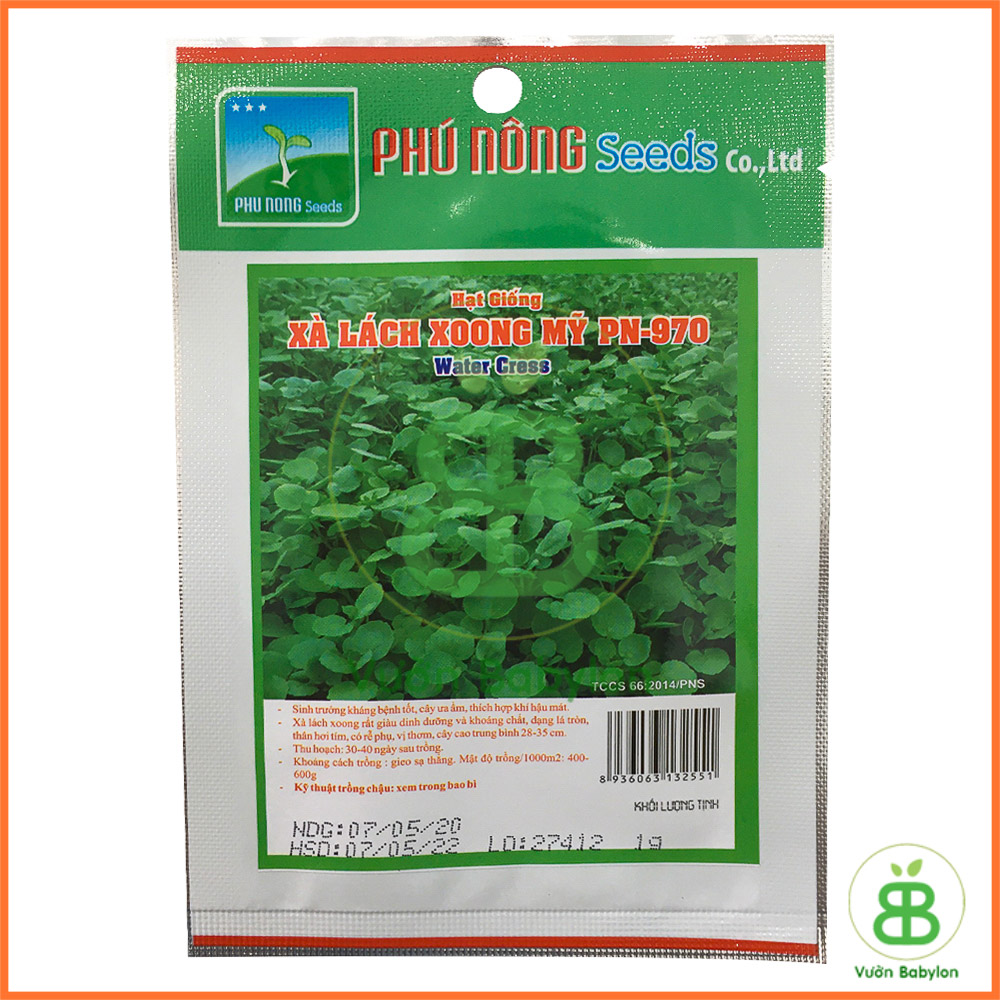 PHU NONG Seeds
PHÚ NÔNG Seeds Co.,Ltd
Hạt Giống
XÀ LÁCH XOONG MỸ PN-970
Water Cress
Vườn Babylon
TCCS 66:2014/PNS
- Sinh trưởng kháng bệnh tốt, cây ưa ẩm, thích hợp khí hậu mát.
- Xà lách xoong rất giàu dinh dưỡng và khoáng chất, dạng lá tròn,
thân hơi tím, có rễ phụ, vị thơm, cây cao trung bình 28-35 cm.
- Thu hoạch: 30-40 ngày sau trồng.
- Khoảng cách trồng : gieo sạ thẳng. Mật độ trồng/1000m2: 400-
600g
- Kỹ thuật trồng chậu: xem trong bao bì
8 936063 132551
KHỐI LƯỢNG TỊNH
NDG:07/05/20
HSD:07/05/22 LO:27412 1g
Vườn Babylon